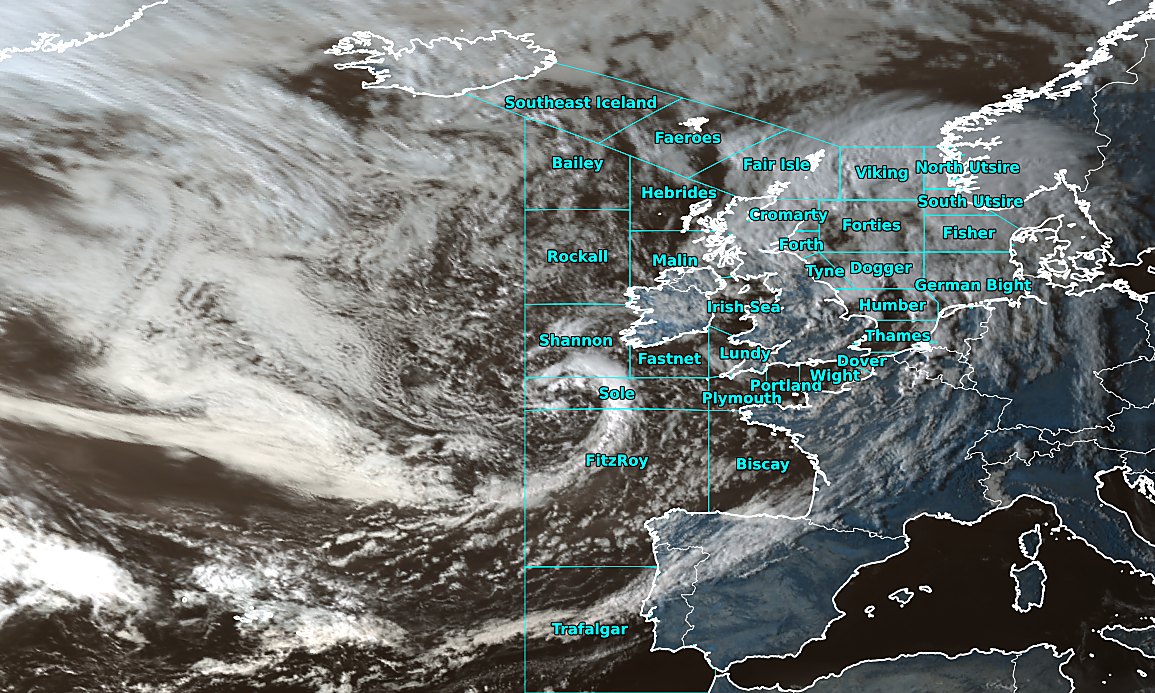 Southeast Iceland
Faeroes
Bailey
Fair Isle
North Utsire
Viking
Hebrides
South Utsire
Cromarty
Forties
Fisher
Forth
Rockall
Malin
Tyne
Dogger
German Bight
Irish Sea
Humber
Thames
Shannon
Fastnet
Lundy
Dover
Wight
Portland
Sole
Plymouth
FitzRoy
Biscay
Trafalgar